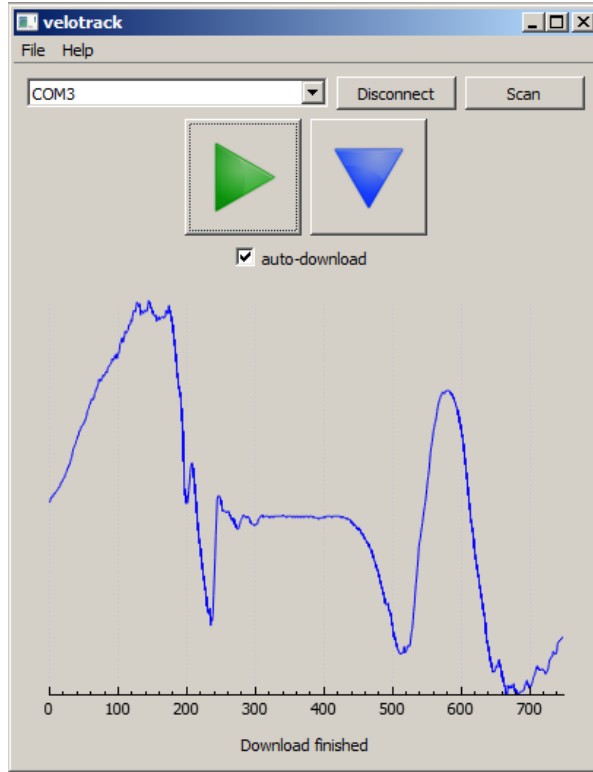 velotrack
File Help
COM3 Disconnect Scan
auto-download
0 100 200 300 400 500 600 700
Download finished